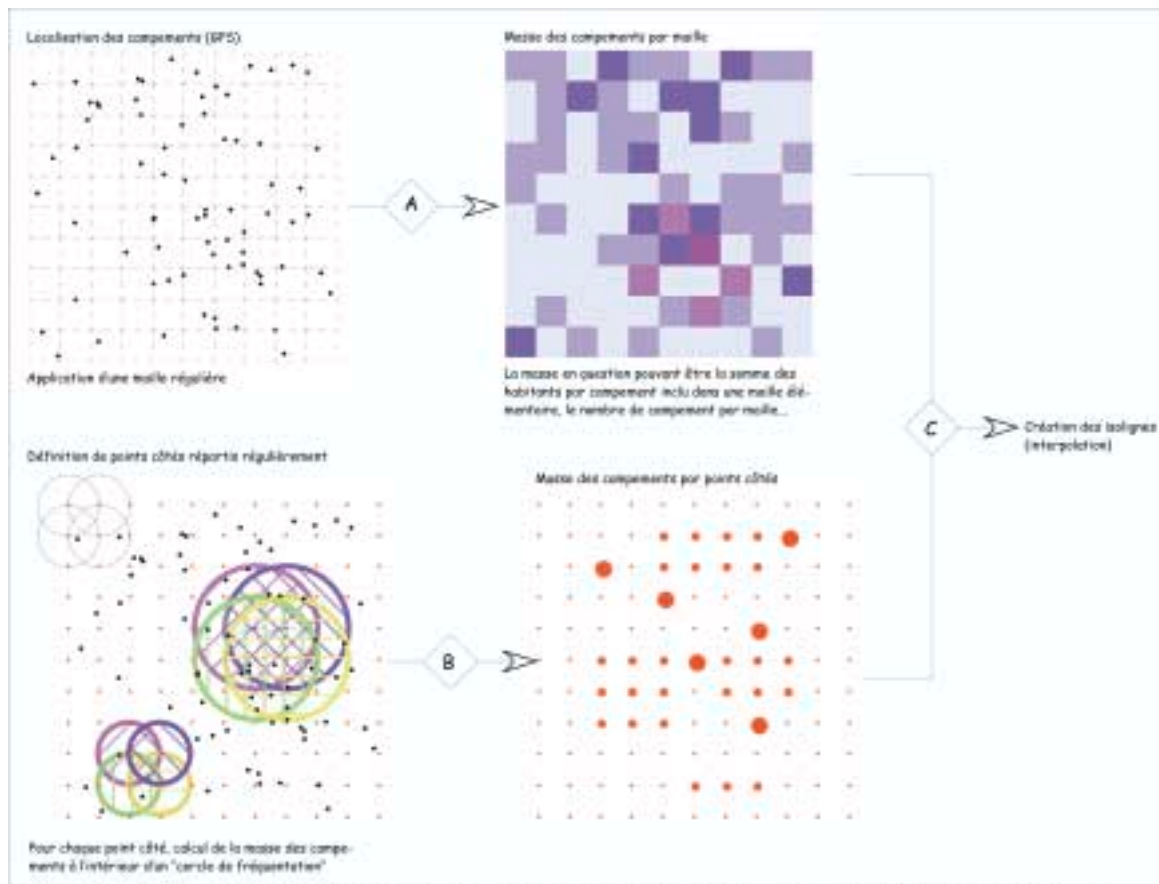 Localisation des campements (GPS)
Masse des campements par maille
A
Application d'une maille régulière
La masse en question pouvant être la somme des
habitants par campement inclu dans une maille élé-
mentaire, le nombre de campement par maille...
C
Création des isolignes
(interpolation)
Définition de points côtés répartis régulièrement
Masse des campements par points côtés
B
Pour chaque point côté, calcul de la masse des campe-
ments à l'intérieur d'un "cercle de fréquentation"